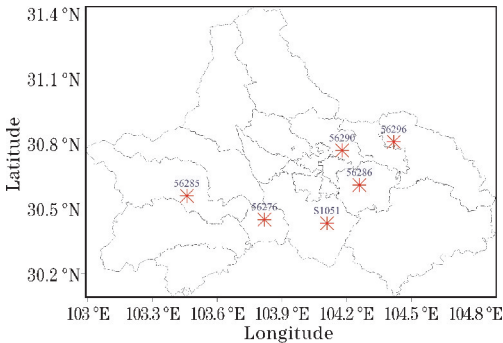 31.4 °N
31.1 °N
30.8 °N
30.5 °N
30.2 °N
Latitude
56296
56290
56286
56285
56276
S1051
103 °E 103.3 °E 103.6 °E 103.9 °E 104.2 °E 104.5 °E 104.8 °E
Longitude